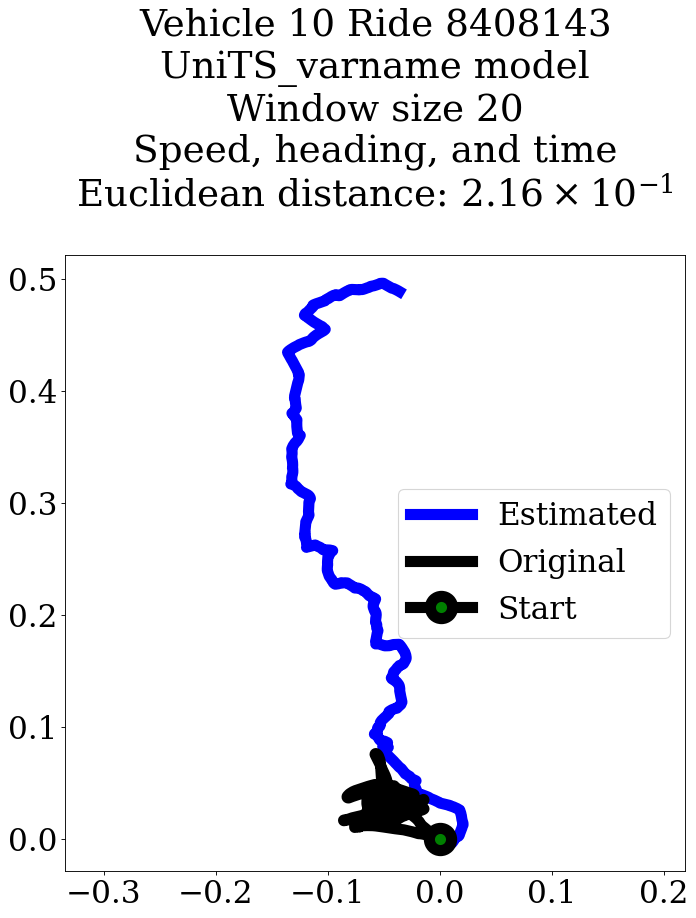 Vehicle 10 Ride 8408143
UniTS_varname model
Window size 20
Speed, heading, and time
Euclidean distance: 2.16 × 10⁻¹
0.5
0.4
0.3
0.2
0.1
0.0
Estimated
Original
Start
−0.3 −0.2 −0.1 0.0 0.1 0.2